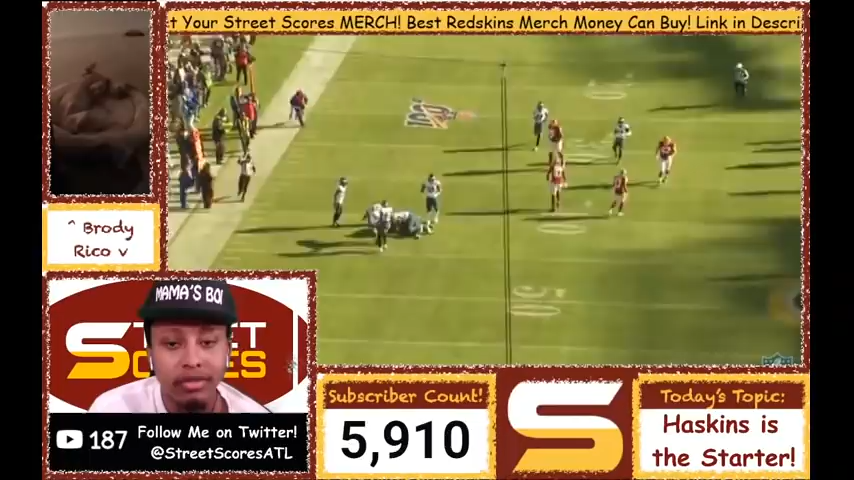 t Your Street Scores MERCH! Best Redskins Merch Money Can Buy! Link in Descri
^ Brody
Rico v
MAMA'S BOI
STREET
SCORES
187
Follow Me on Twitter!
@StreetScoresATL
Subscriber Count!
5,910
S
Today's Topic:
Haskins is
the Starter!